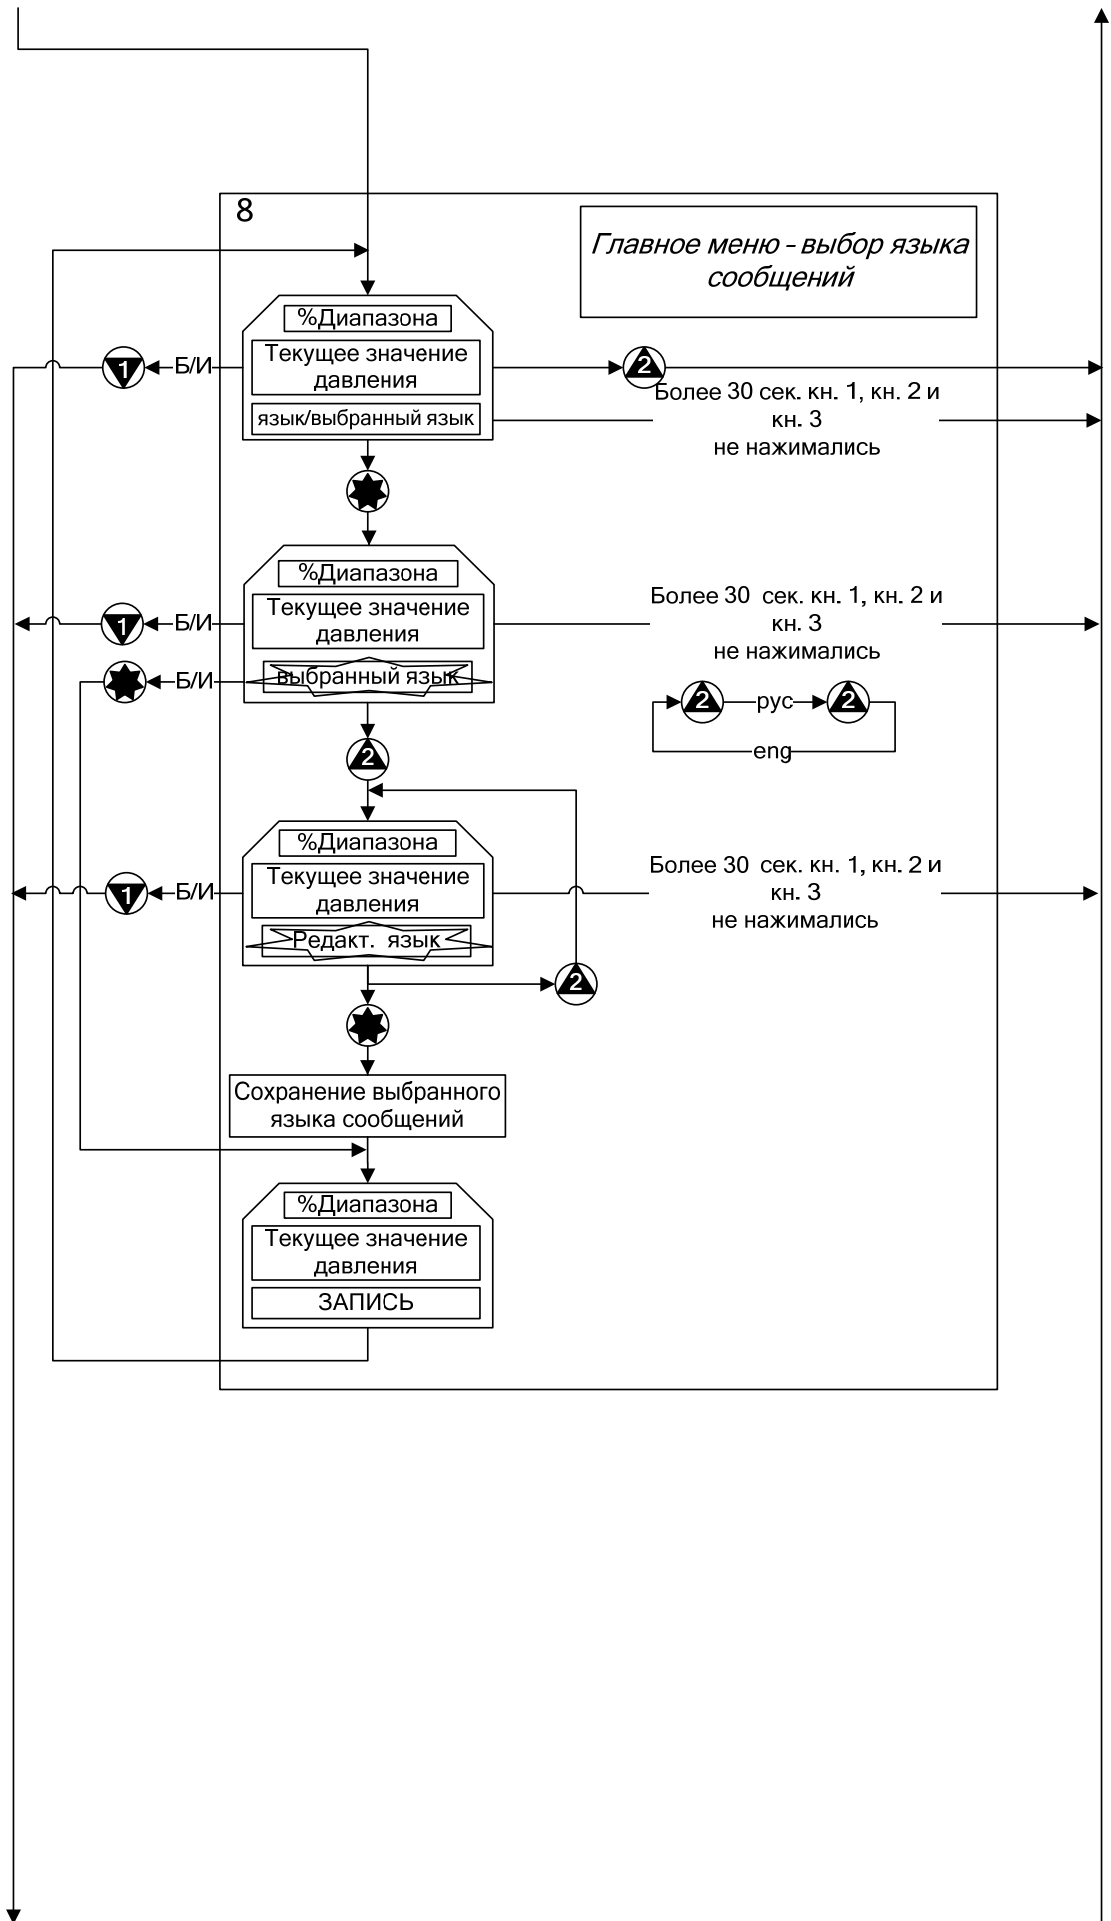 8
Главное меню - выбор языка
сообщений
%Диапазона
Текущее значение
давления
язык/выбранный язык
1
Б/И
2
Более 30 сек. кн. 1, кн. 2 и
кн. 3
не нажимались
%Диапазона
Текущее значение
давления
выбранный язык
1
Б/И
Б/И
Более 30 сек. кн. 1, кн. 2 и
кн. 3
не нажимались
2
рус
2
eng
2
%Диапазона
Текущее значение
давления
Редакт. язык
1
Б/И
Более 30 сек. кн. 1, кн. 2 и
кн. 3
не нажимались
2
Сохранение выбранного
языка сообщений
%Диапазона
Текущее значение
давления
ЗАПИСЬ